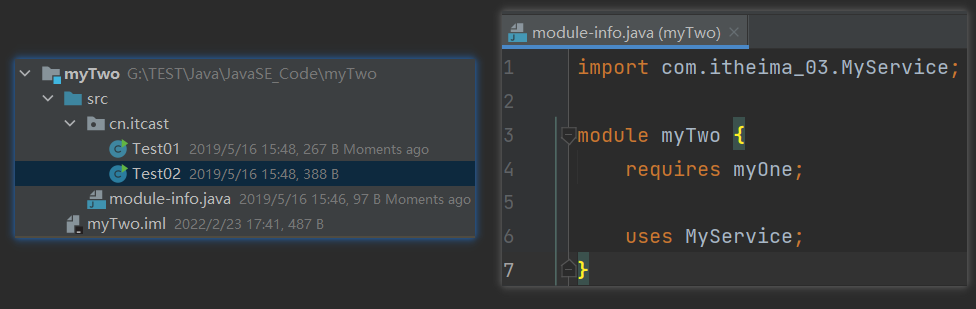 myTwo G:\TEST\Java\JavaSE_Code\myTwo
src
cn.itcast
Test01 2019/5/16 15:48, 267 B Moments ago
Test02 2019/5/16 15:48, 388 B
module-info.java 2019/5/16 15:46, 97 B Moments ago
myTwo.iml 2022/2/23 17:41, 487 B
module-info.java (myTwo)
1 import com.itheima_03.MyService;
2
3 module myTwo {
4 requires myOne;
5
6 uses MyService;
7 }